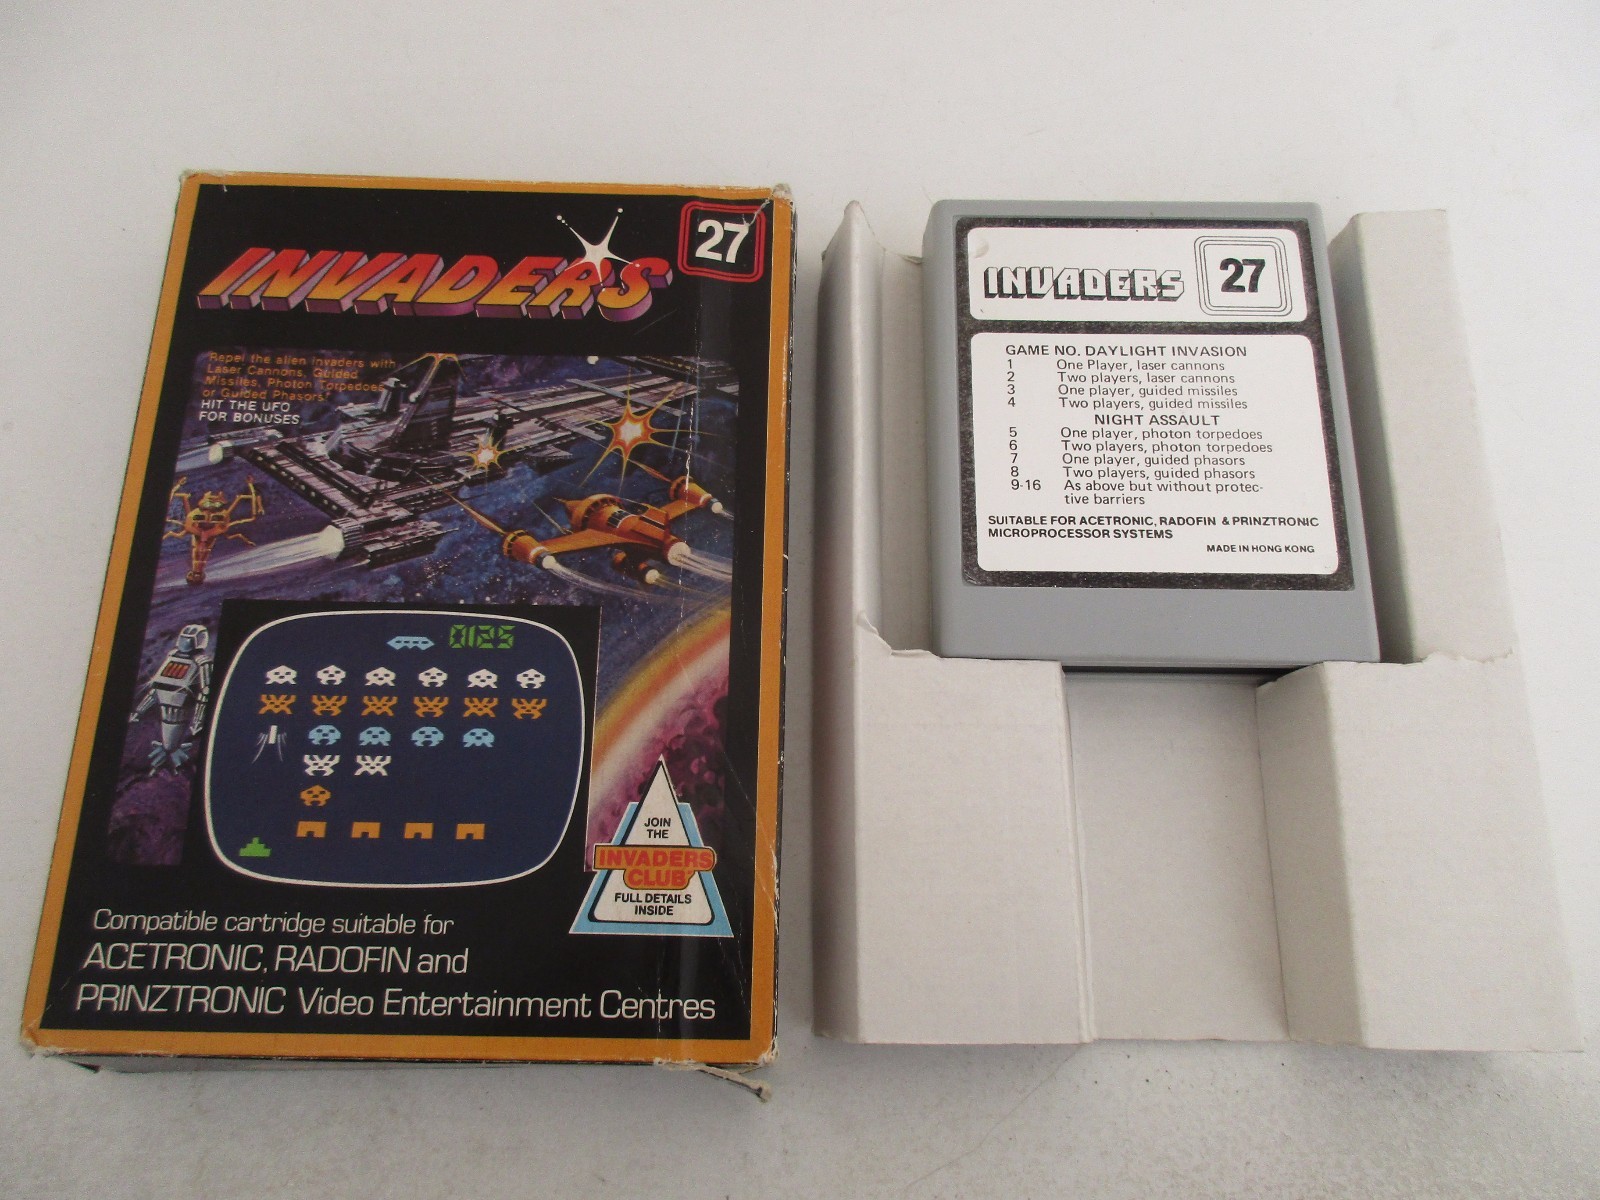 INVADERS
27
Repel the alien invaders with
Laser Cannons, Guided
Missiles, Photon Torpedoes
or Guided Phasors!
HIT THE UFO
FOR BONUSES
0125
JOIN
THE
INVADERS
CLUB
FULL DETAILS
INSIDE
Compatible cartridge suitable for
ACETRONIC, RADOFIN and
PRINZTRONIC Video Entertainment Centres
INVADERS
27
GAME NO. DAYLIGHT INVASION
1 One Player, laser cannons
2 Two players, laser cannons
3 One player, guided missiles
4 Two players, guided missiles
NIGHT ASSAULT
5 One player, photon torpedoes
6 Two players, photon torpedoes
7 One player, guided phasors
8 Two players, guided phasors
9-16 As above but without protec-
tive barriers
SUITABLE FOR ACETRONIC, RADOFIN & PRINZTRONIC
MICROPROCESSOR SYSTEMS
MADE IN HONG KONG